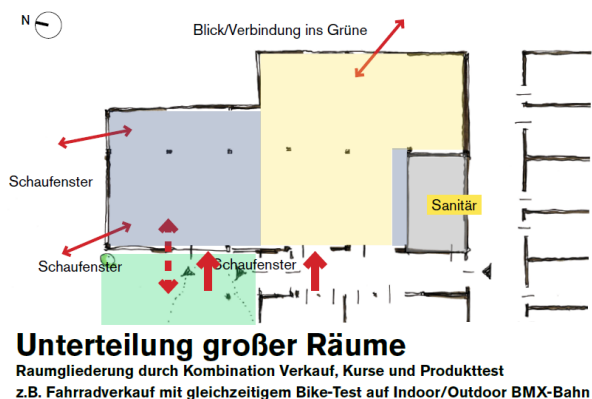 N
Blick/Verbindung ins Grüne
Schaufenster
Sanitär
Schaufenster
Schaufenster
Unterteilung großer Räume
Raumgliederung durch Kombination Verkauf, Kurse und Produkttest
z.B. Fahrradverkauf mit gleichzeitigem Bike-Test auf Indoor/Outdoor BMX-Bahn